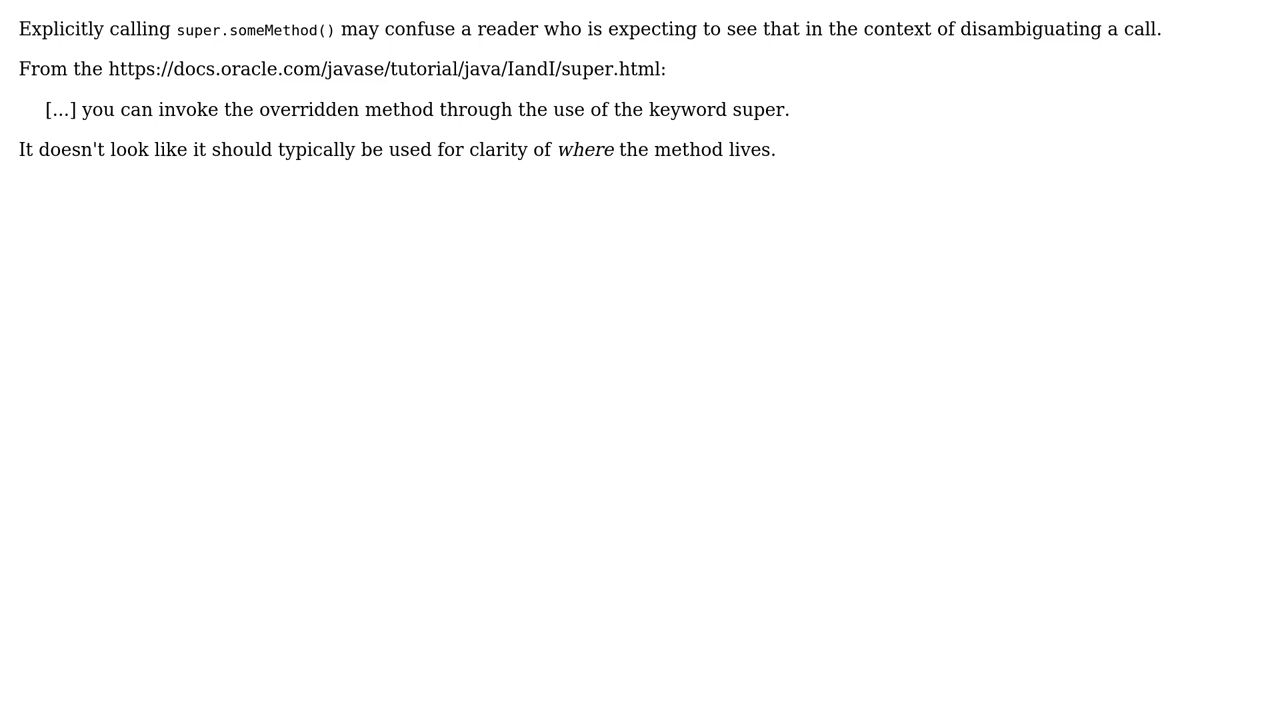 Explicitly calling super.someMethod() may confuse a reader who is expecting to see that in the context of disambiguating a call.
From the https://docs.oracle.com/javase/tutorial/java/IandI/super.html:
[...] you can invoke the overridden method through the use of the keyword super.
It doesn't look like it should typically be used for clarity of where the method lives.